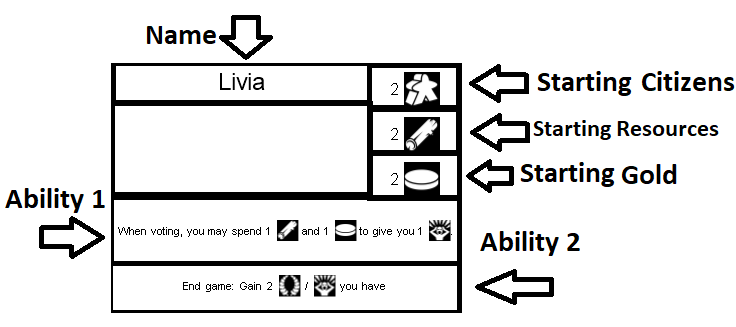 Name
Livia
2
Starting Citizens
2
Starting Resources
2
Starting Gold
Ability 1
When voting, you may spend 1 and 1 to give you 1
Ability 2
End game: Gain 2 / you have